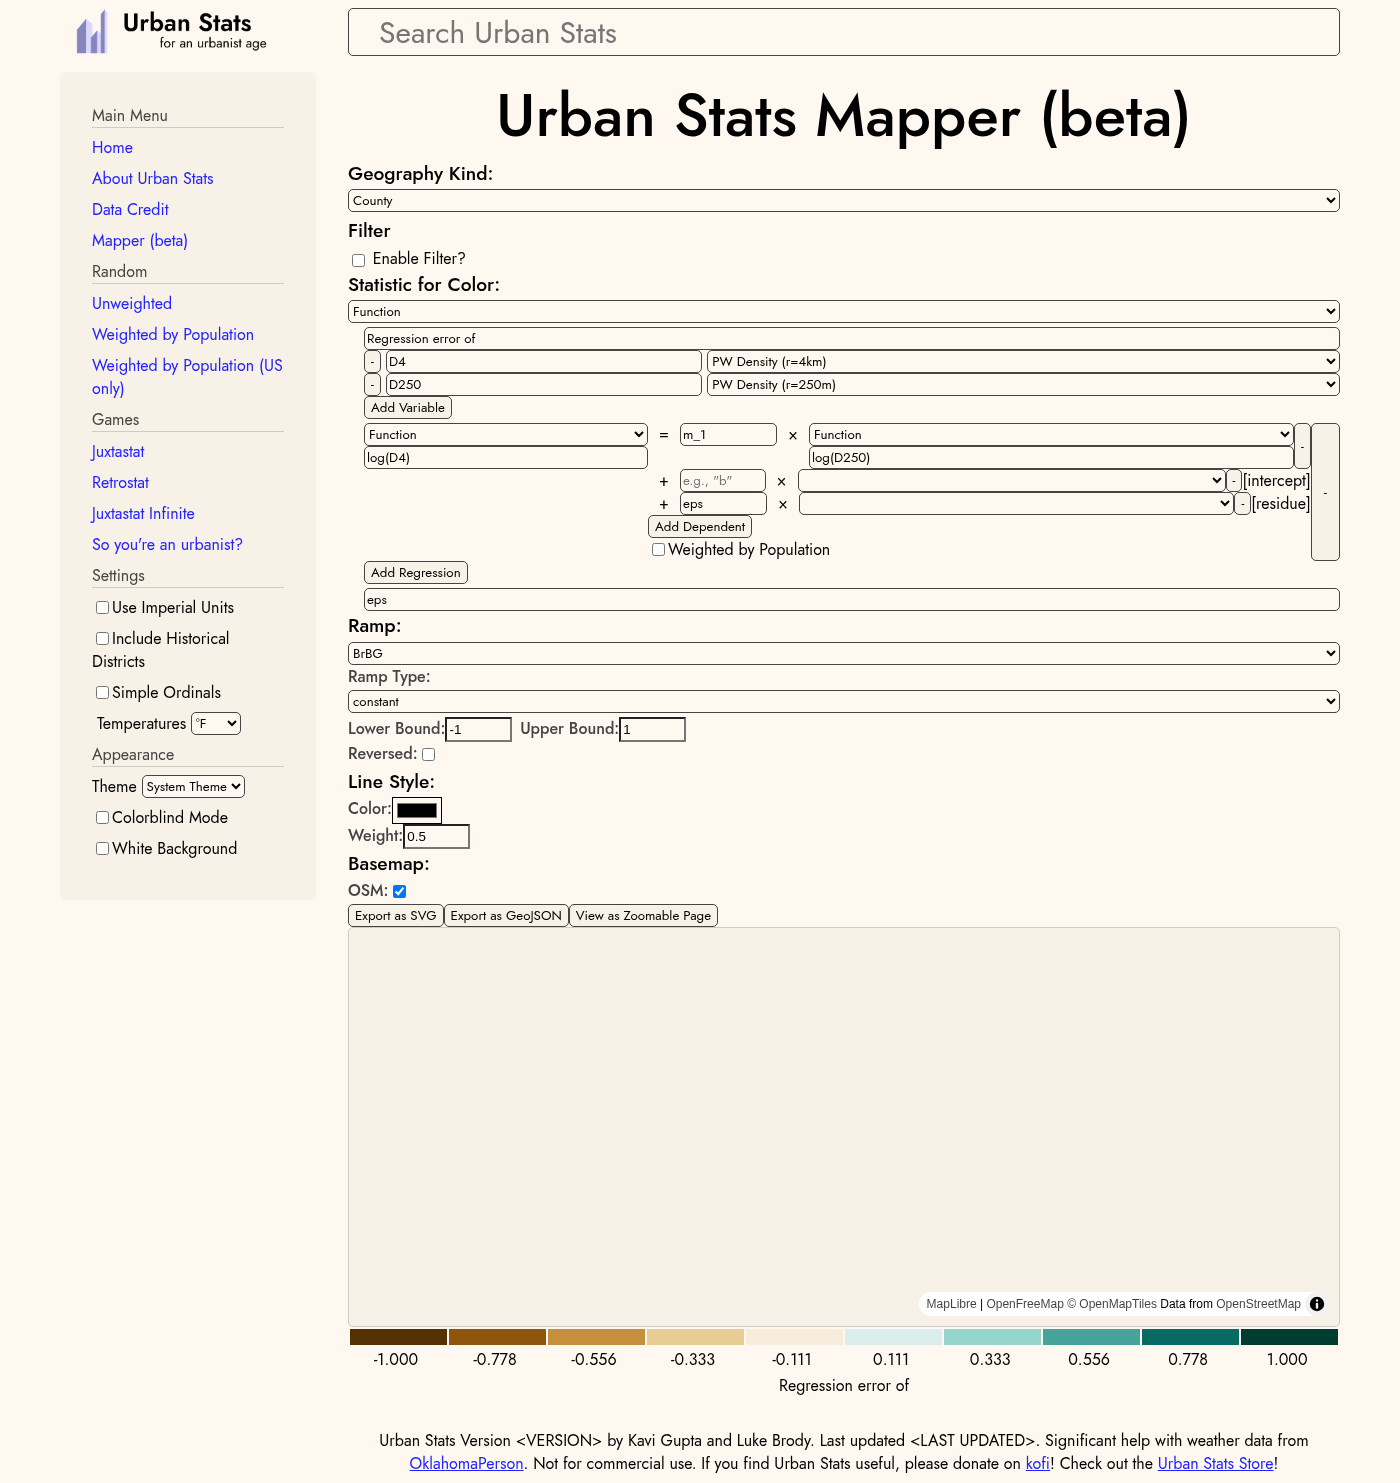 Urban Stats
for an urbanist age
Search Urban Stats
Main Menu
Home
About Urban Stats
Data Credit
Mapper (beta)
Random
Unweighted
Weighted by Population
Weighted by Population (US
only)
Games
Juxtastat
Retrostat
Juxtastat Infinite
So you're an urbanist?
Settings
Use Imperial Units
Include Historical
Districts
Simple Ordinals
Temperatures °F
Appearance
Theme System Theme
Colorblind Mode
White Background
Urban Stats Mapper (beta)
Geography Kind:
County
Filter
Enable Filter?
Statistic for Color:
Function
Regression error of
- D4 PW Density (r=4km)
- D250 PW Density (r=250m)
Add Variable
Function = m_1 × Function -
log(D4) log(D250)
+ e.g., "b" × - [intercept] -
+ eps × - [residue]
Add Dependent
Weighted by Population
Add Regression
eps
Ramp:
BrBG
Ramp Type:
constant
Lower Bound: -1 Upper Bound: 1
Reversed:
Line Style:
Color:
Weight: 0.5
Basemap:
OSM:
Export as SVG Export as GeoJSON View as Zoomable Page
MapLibre | OpenFreeMap © OpenMapTiles Data from OpenStreetMap
-1.000 -0.778 -0.556 -0.333 -0.111 0.111 0.333 0.556 0.778 1.000
Regression error of
Urban Stats Version <VERSION> by Kavi Gupta and Luke Brody. Last updated <LAST UPDATED>. Significant help with weather data from
OklahomaPerson. Not for commercial use. If you find Urban Stats useful, please donate on kofi! Check out the Urban Stats Store!